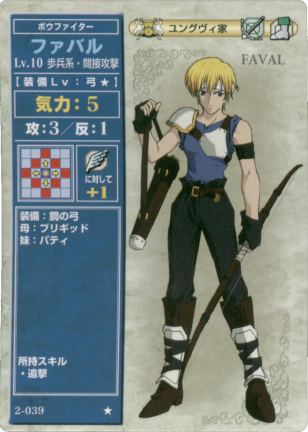 ボウファイター
ファバル
Lv.10 歩兵系・間接攻撃
【装備Lv：弓★】
気力：5
攻：3／反：1
に対して
+1
装備：鋼の弓
母：ブリギッド
妹：パティ
所持スキル
・追撃
2-039
★
ユングヴィ家
FAVAL